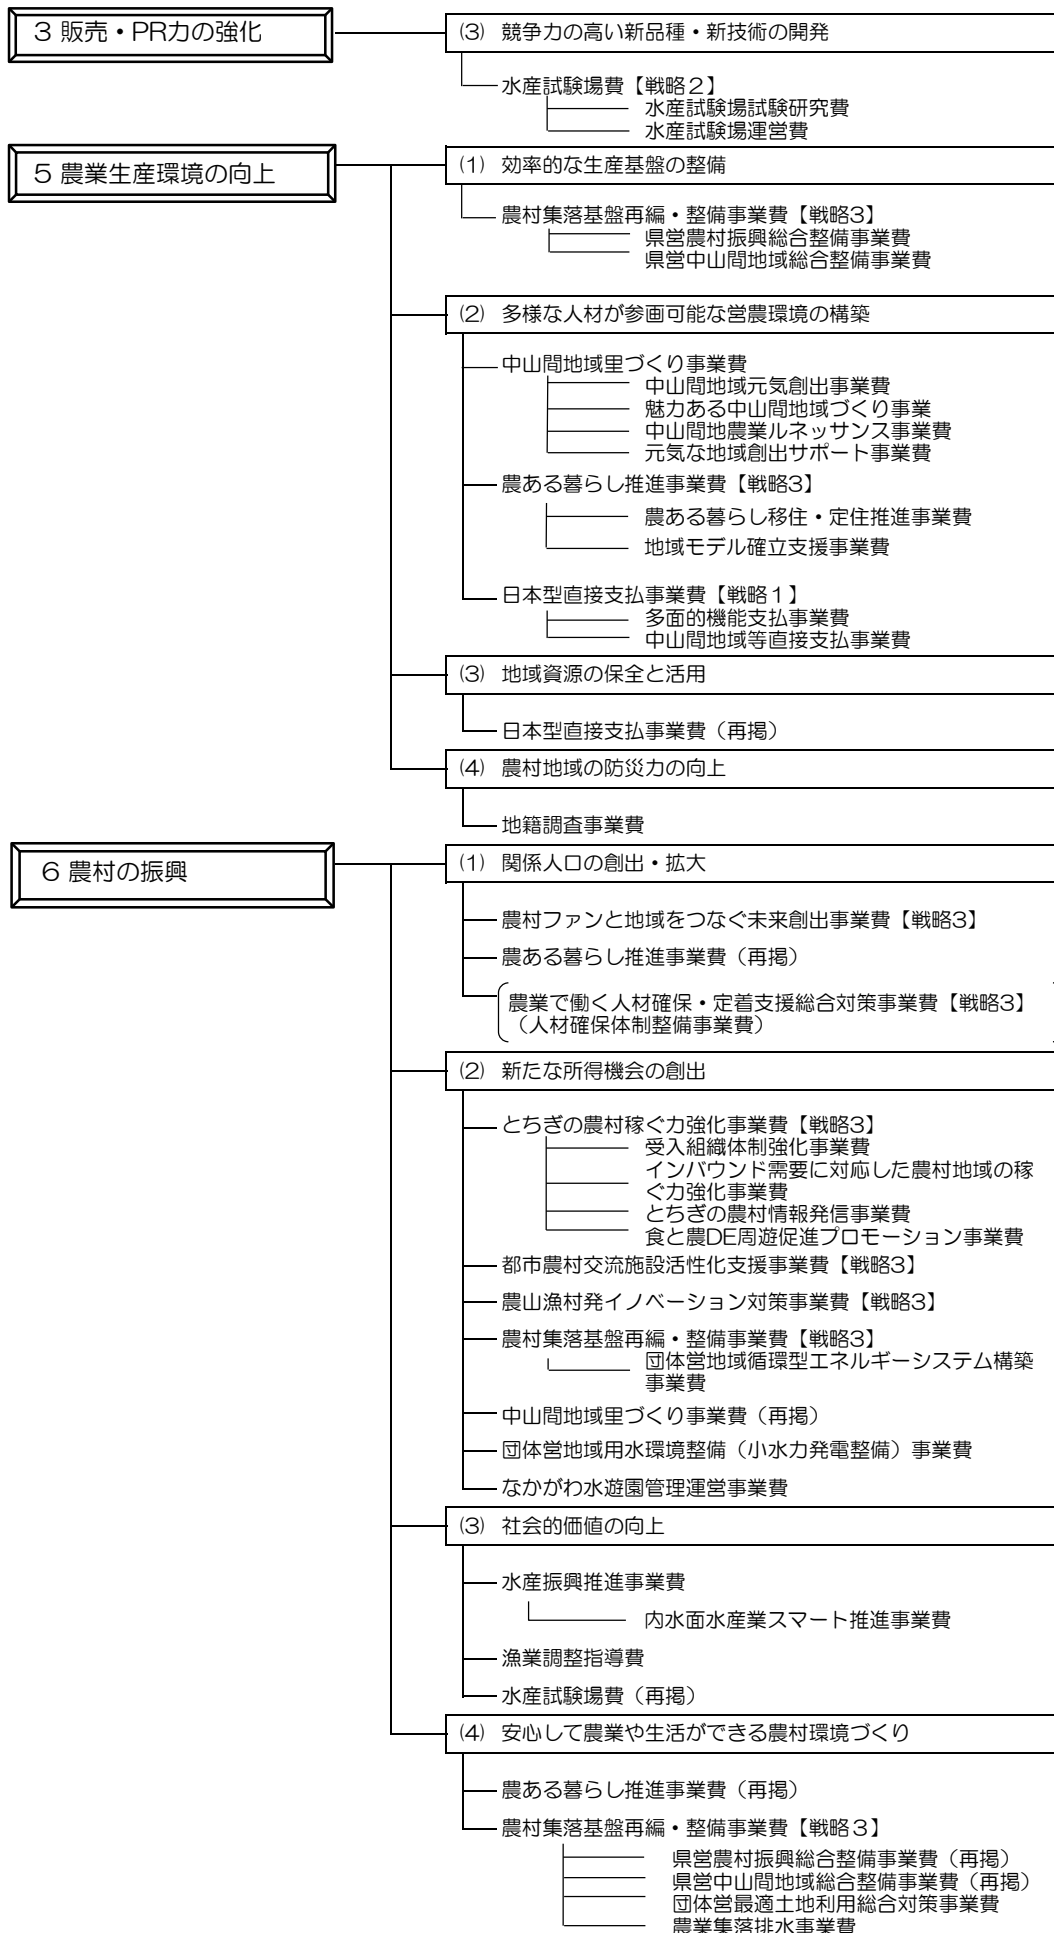 3 販売・PR力の強化
(3) 競争力の高い新品種・新技術の開発
水産試験場費【戦略2】
水産試験場試験研究費
水産試験場運営費
5 農業生産環境の向上
(1) 効率的な生産基盤の整備
農村集落基盤再編・整備事業費【戦略3】
県営農村振興総合整備事業費
県営中山間地域総合整備事業費
(2) 多様な人材が参画可能な営農環境の構築
中山間地域里づくり事業費
中山間地域元気創出事業費
魅力ある中山間地域づくり事業
中山間地農業ルネッサンス事業費
元気な地域創出サポート事業費
農ある暮らし推進事業費【戦略3】
農ある暮らし移住・定住推進事業費
地域モデル確立支援事業費
日本型直接支払事業費【戦略1】
多面的機能支払事業費
中山間地域等直接支払事業費
(3) 地域資源の保全と活用
日本型直接支払事業費（再掲）
(4) 農村地域の防災力の向上
地籍調査事業費
6 農村の振興
(1) 関係人口の創出・拡大
農村ファンと地域をつなぐ未来創出事業費【戦略3】
農ある暮らし推進事業費（再掲）
農業で働く人材確保・定着支援総合対策事業費【戦略3】
（人材確保体制整備事業費）
(2) 新たな所得機会の創出
とちぎの農村稼ぐ力強化事業費【戦略3】
受入組織体制強化事業費
インバウンド需要に対応した農村地域の稼
ぐ力強化事業費
とちぎの農村情報発信事業費
食と農DE周遊促進プロモーション事業費
都市農村交流施設活性化支援事業費【戦略3】
農山漁村発イノベーション対策事業費【戦略3】
農村集落基盤再編・整備事業費【戦略3】
団体営地域循環型エネルギーシステム構築
事業費
中山間地域里づくり事業費（再掲）
団体営地域用水環境整備（小水力発電整備）事業費
なかがわ水遊園管理運営事業費
(3) 社会的価値の向上
水産振興推進事業費
内水面水産業スマート推進事業費
漁業調整指導費
水産試験場費（再掲）
(4) 安心して農業や生活ができる農村環境づくり
農ある暮らし推進事業費（再掲）
農村集落基盤再編・整備事業費【戦略３】
県営農村振興総合整備事業費（再掲）
県営中山間地域総合整備事業費（再掲）
団体営最適土地利用総合対策事業費
農業集落排水事業費